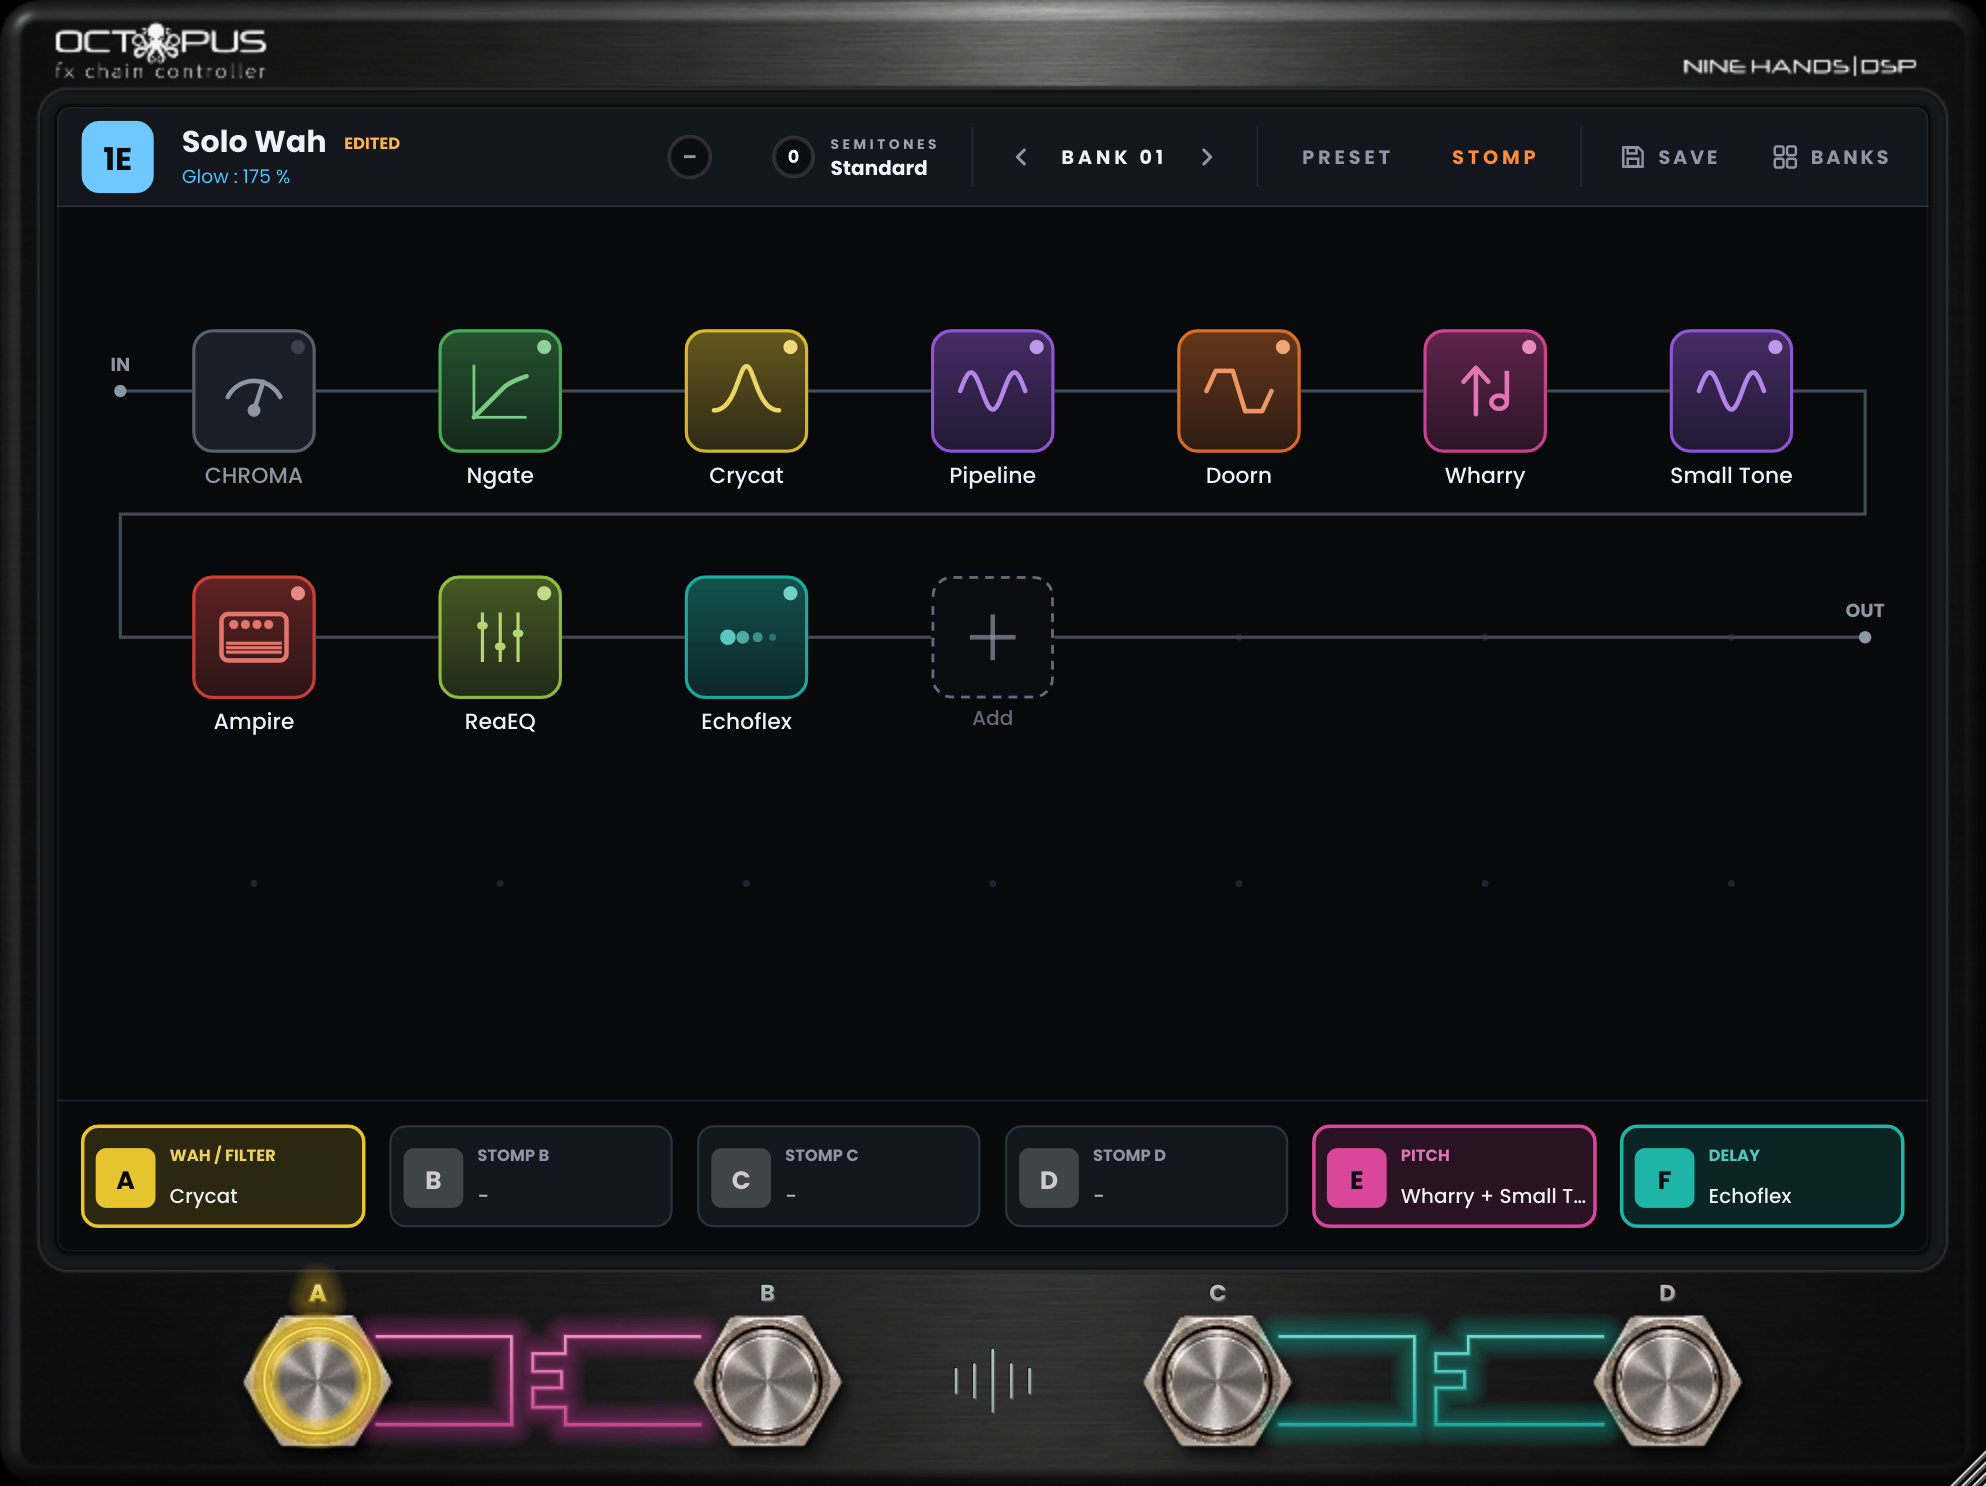 OCTOPUS
fx chain controller
NINE HANDS|DSP
1E
Solo Wah EDITED
Glow : 175 %
–
0
SEMITONES
Standard
BANK 01
PRESET
STOMP
SAVE
BANKS
IN
CHROMA
Ngate
Crycat
Pipeline
Doorn
Wharry
Small Tone
Ampire
ReaEQ
Echoflex
Add
OUT
A
WAH / FILTER
Crycat
B
STOMP B
–
C
STOMP C
–
D
STOMP D
–
E
PITCH
Wharry + Small T...
F
DELAY
Echoflex
A
B
C
D
E
F